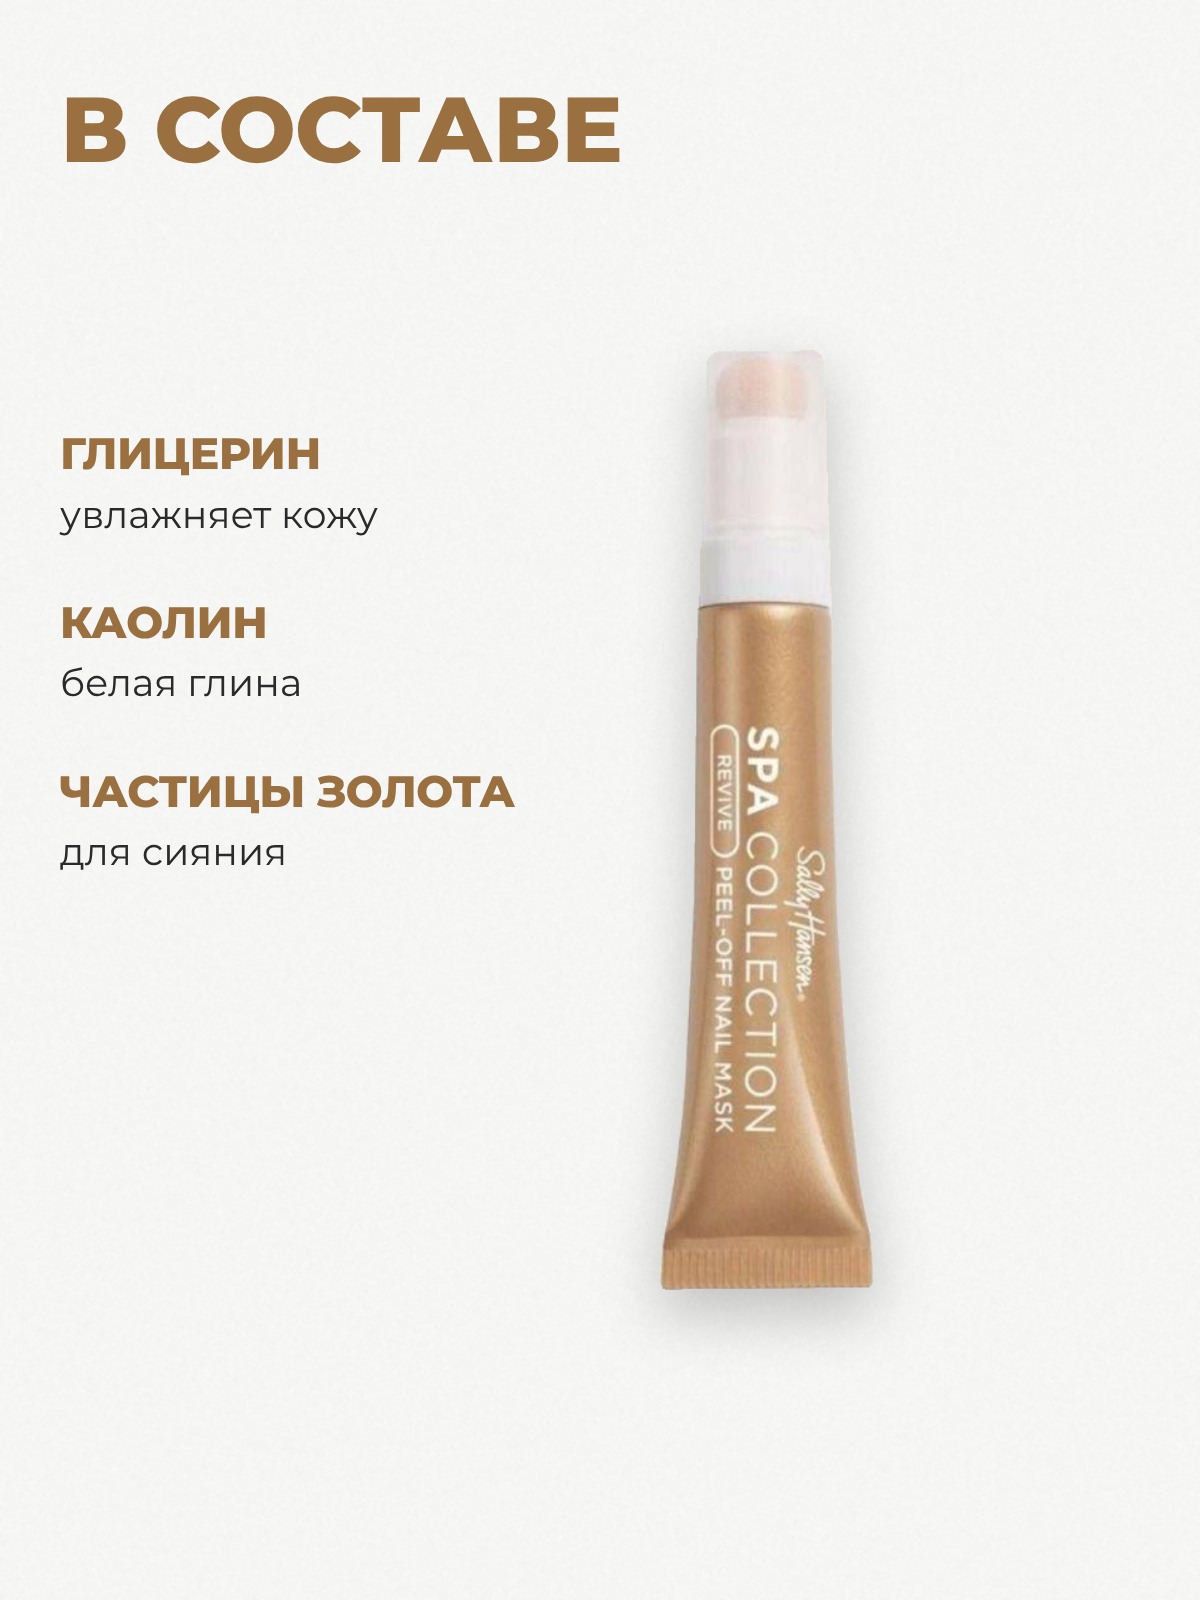 В СОСТАВЕ
ГЛИЦЕРИН
увлажняет кожу
КАОЛИН
белая глина
ЧАСТИЦЫ ЗОЛОТА
для сияния
Sally Hansen®
SPA COLLECTION
REVIVE PEEL-OFF NAIL MASK